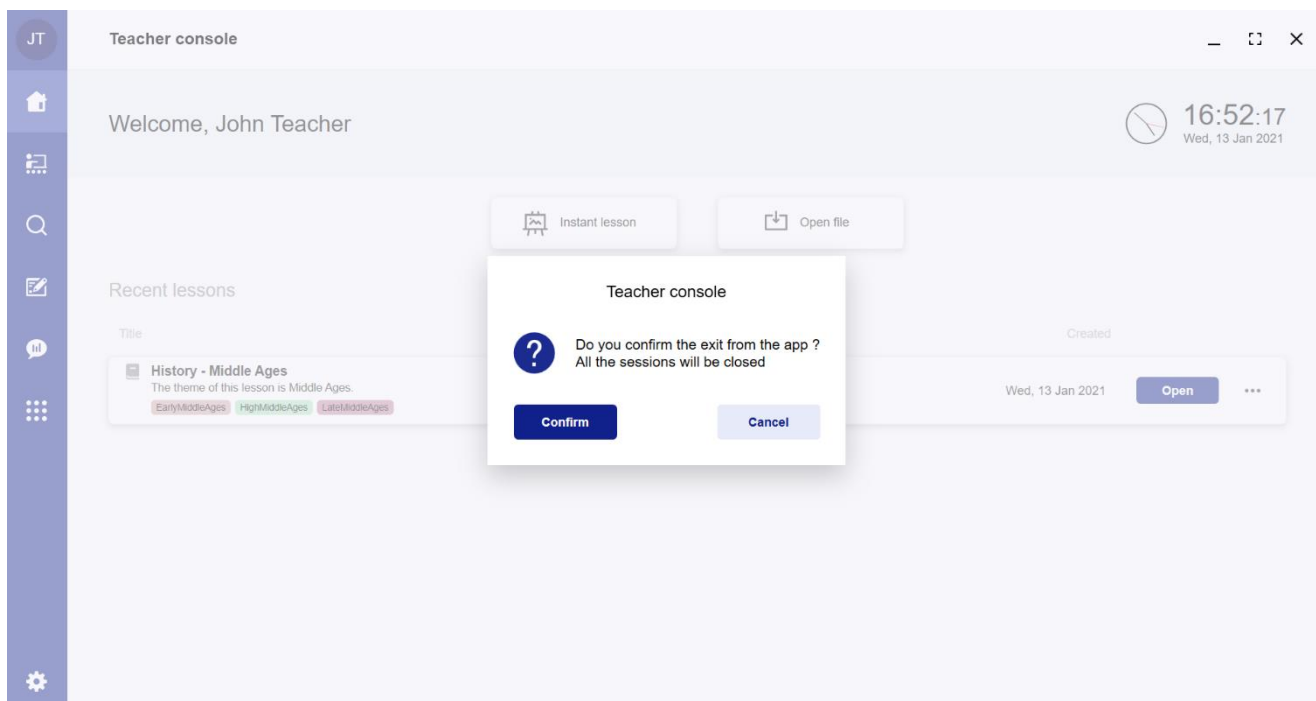 JT
Teacher console
Welcome, John Teacher
16:52:17
Wed, 13 Jan 2021
Instant lesson
Open file
Recent lessons
Title
Created
History - Middle Ages
The theme of this lesson is Middle Ages.
EarlyMiddleAges HighMiddleAges LateMiddleAges
Wed, 13 Jan 2021
Open
Teacher console
Do you confirm the exit from the app ?
All the sessions will be closed
Confirm
Cancel